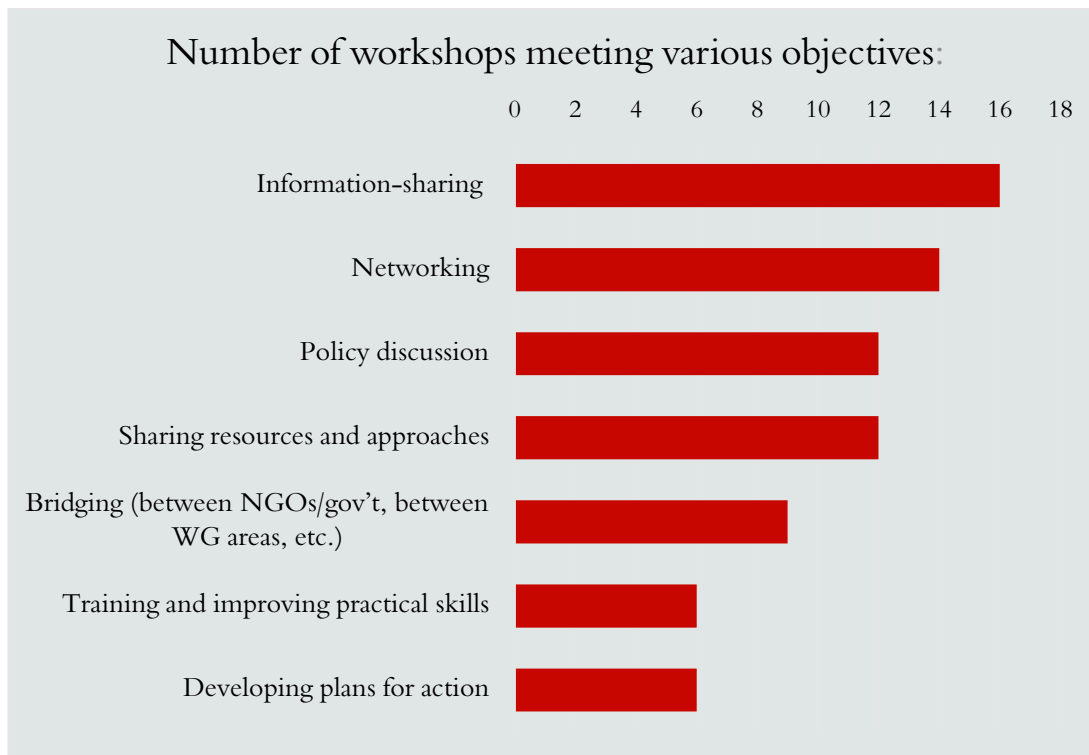 Number of workshops meeting various objectives:
0 2 4 6 8 10 12 14 16 18
Information-sharing
Networking
Policy discussion
Sharing resources and approaches
Bridging (between NGOs/gov’t, between
WG areas, etc.)
Training and improving practical skills
Developing plans for action